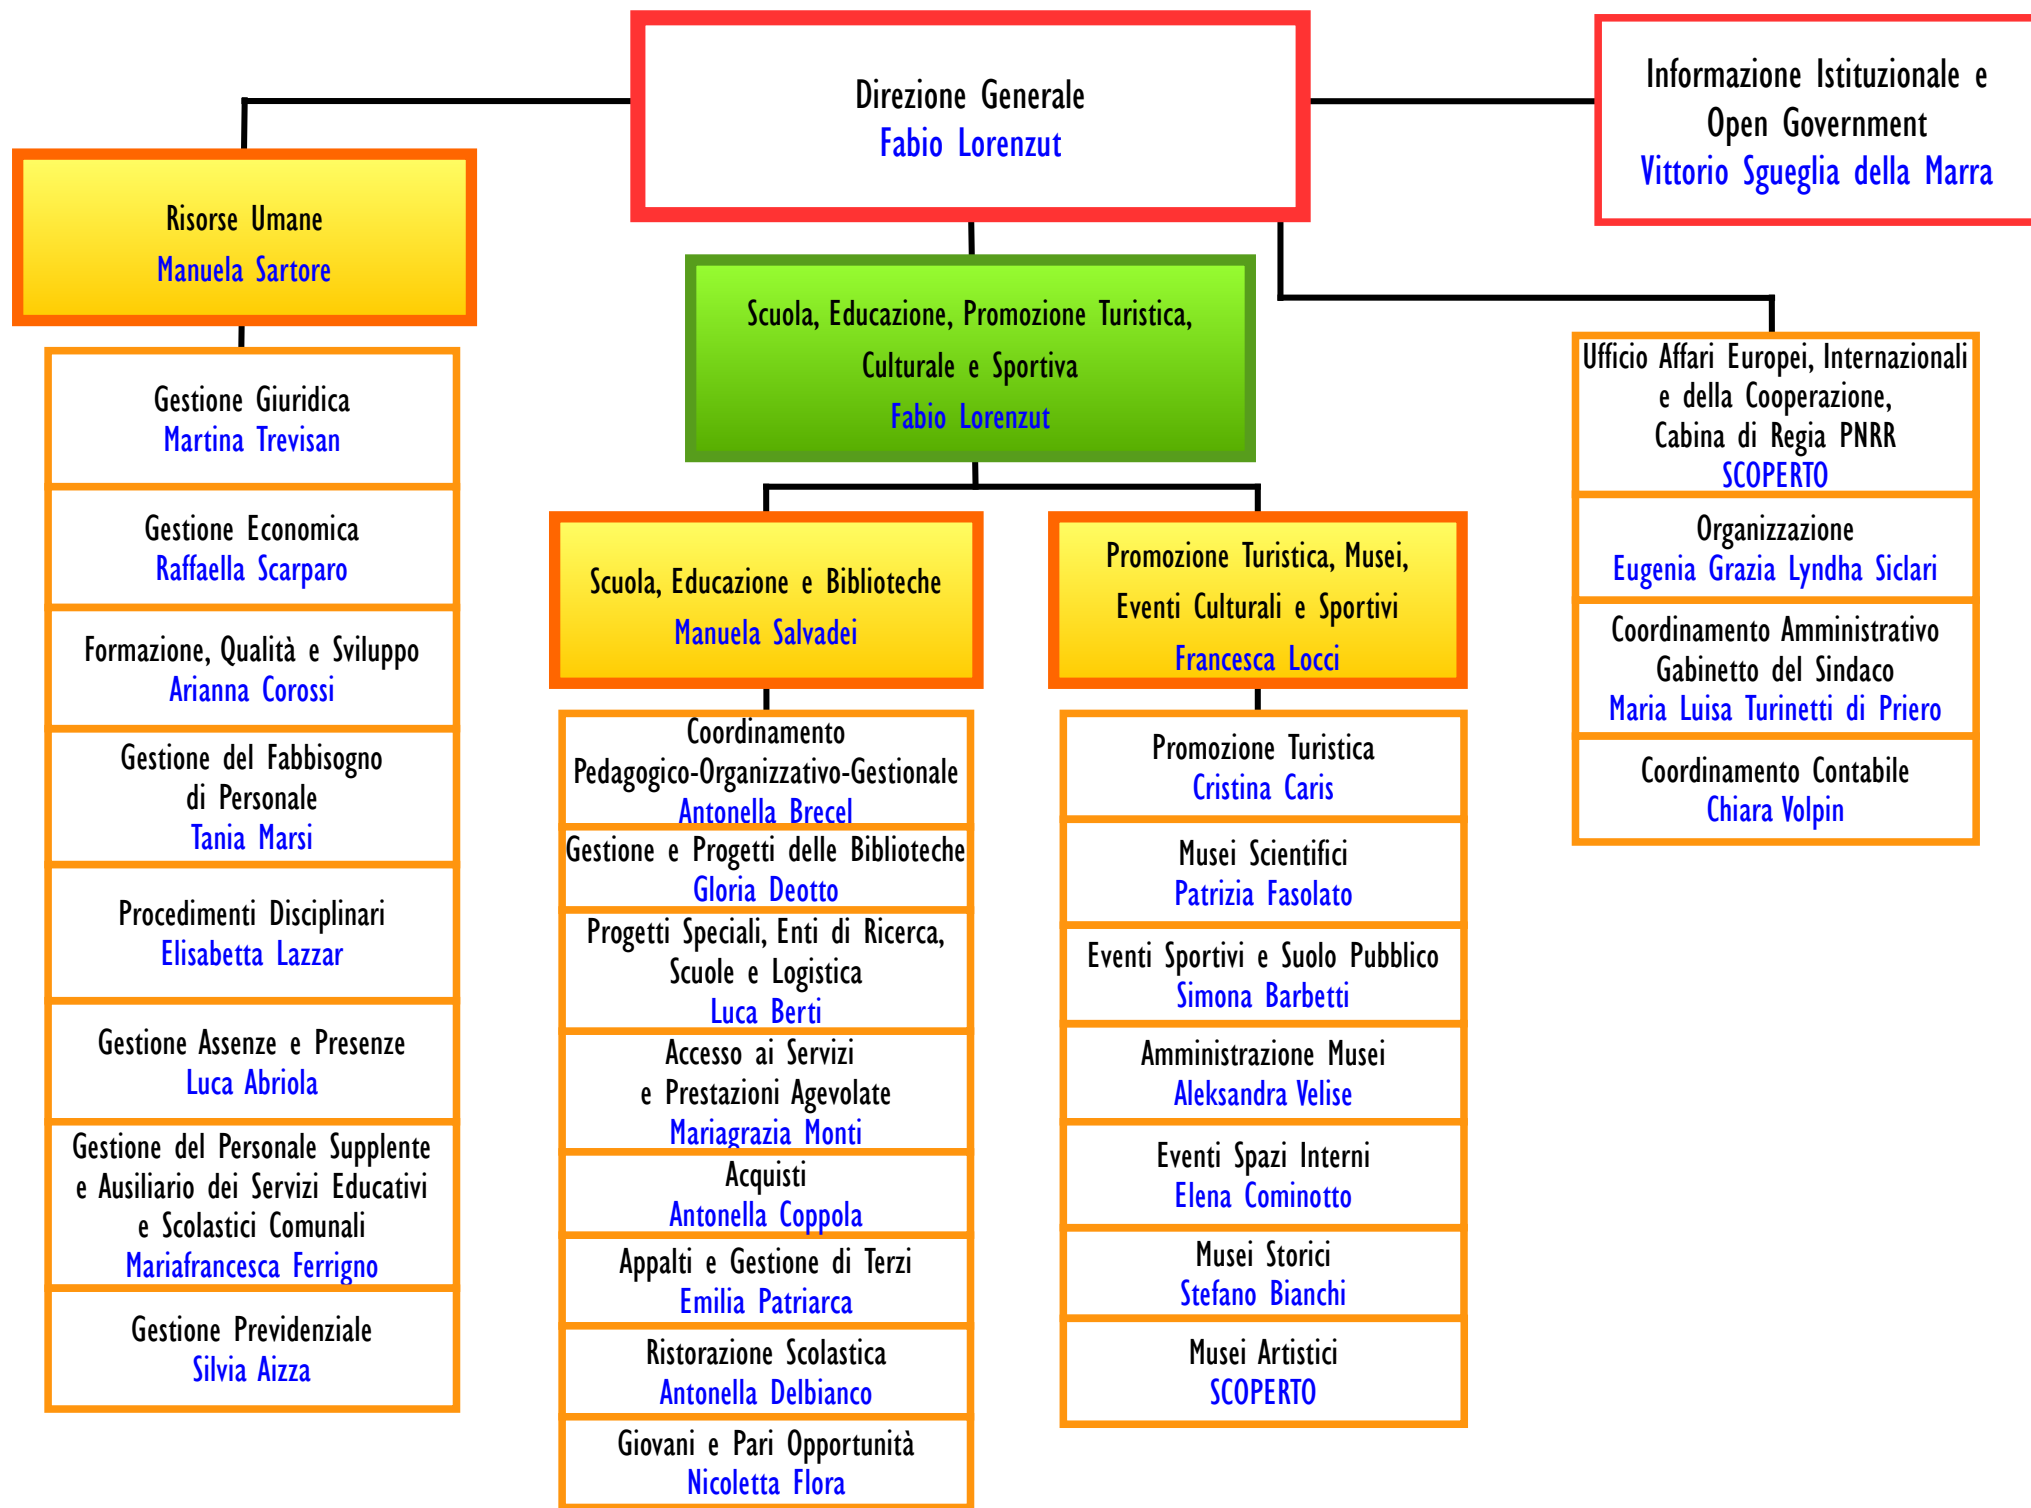 Direzione Generale
Fabio Lorenzut
Informazione Istituzionale e
Open Government
Vittorio Sgueglia della Marra
Risorse Umane
Manuela Sartore
Gestione Giuridica
Martina Trevisan
Gestione Economica
Raffaella Scarparo
Formazione, Qualità e Sviluppo
Arianna Corossi
Gestione del Fabbisogno
di Personale
Tania Marsi
Procedimenti Disciplinari
Elisabetta Lazzar
Gestione Assenze e Presenze
Luca Abriola
Gestione del Personale Supplente
e Ausiliario dei Servizi Educativi
e Scolastici Comunali
Mariafrancesca Ferrigno
Gestione Previdenziale
Silvia Aizza
Scuola, Educazione, Promozione Turistica,
Culturale e Sportiva
Fabio Lorenzut
Scuola, Educazione e Biblioteche
Manuela Salvadei
Coordinamento
Pedagogico-Organizzativo-Gestionale
Antonella Brecel
Gestione e Progetti delle Biblioteche
Gloria Deotto
Progetti Speciali, Enti di Ricerca,
Scuole e Logistica
Luca Berti
Accesso ai Servizi
e Prestazioni Agevolate
Mariagrazia Monti
Acquisti
Antonella Coppola
Appalti e Gestione di Terzi
Emilia Patriarca
Ristorazione Scolastica
Antonella Delbianco
Giovani e Pari Opportunità
Nicoletta Flora
Promozione Turistica, Musei,
Eventi Culturali e Sportivi
Francesca Locci
Promozione Turistica
Cristina Caris
Musei Scientifici
Patrizia Fasolato
Eventi Sportivi e Suolo Pubblico
Simona Barbetti
Amministrazione Musei
Aleksandra Velise
Eventi Spazi Interni
Elena Cominotto
Musei Storici
Stefano Bianchi
Musei Artistici
SCOPERTO
Ufficio Affari Europei, Internazionali
e della Cooperazione,
Cabina di Regia PNRR
SCOPERTO
Organizzazione
Eugenia Grazia Lyndha Siclari
Coordinamento Amministrativo
Gabinetto del Sindaco
Maria Luisa Turinetti di Priero
Coordinamento Contabile
Chiara Volpin